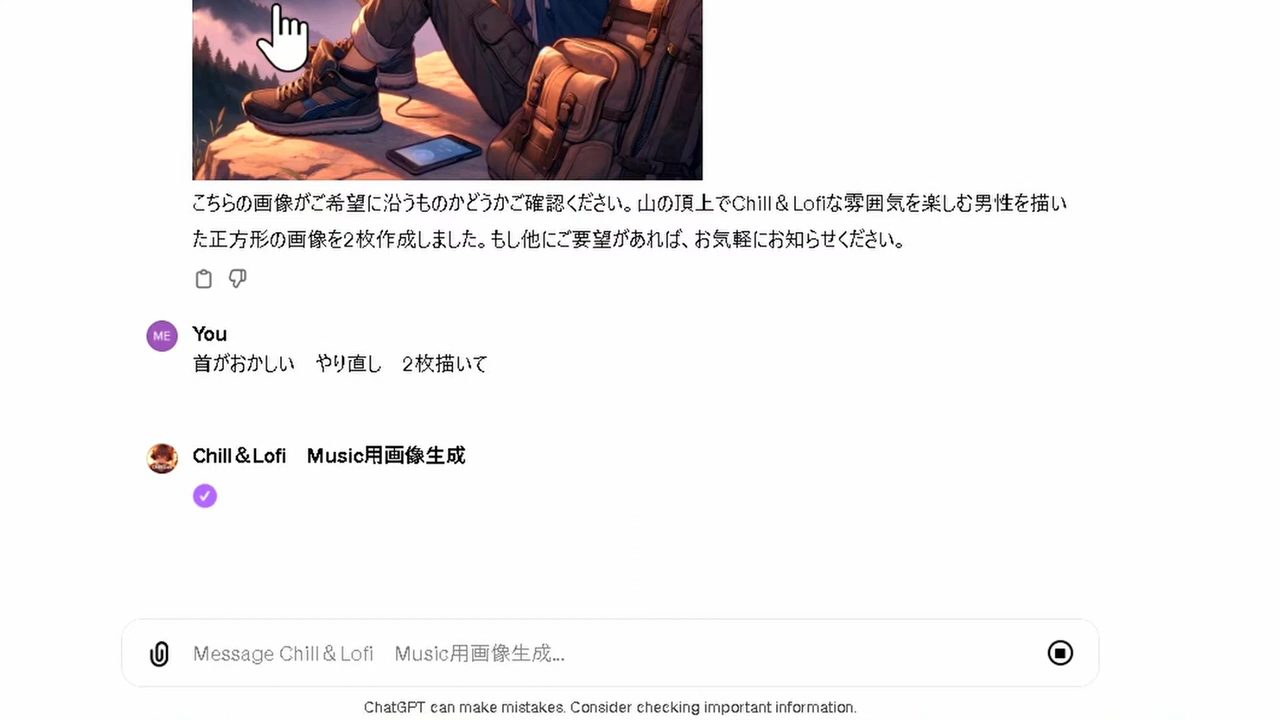 こちらの画像がご希望に沿うものかどうかご確認ください。山の頂上でChill＆Lofiな雰囲気を楽しむ男性を描い
た正方形の画像を2枚作成しました。もし他にご要望があれば、お気軽にお知らせください。
ME
You
首がおかしい　やり直し　2枚描いて
Chill＆Lofi　Music用画像生成
Message Chill＆Lofi　Music用画像生成...
ChatGPT can make mistakes. Consider checking important information.